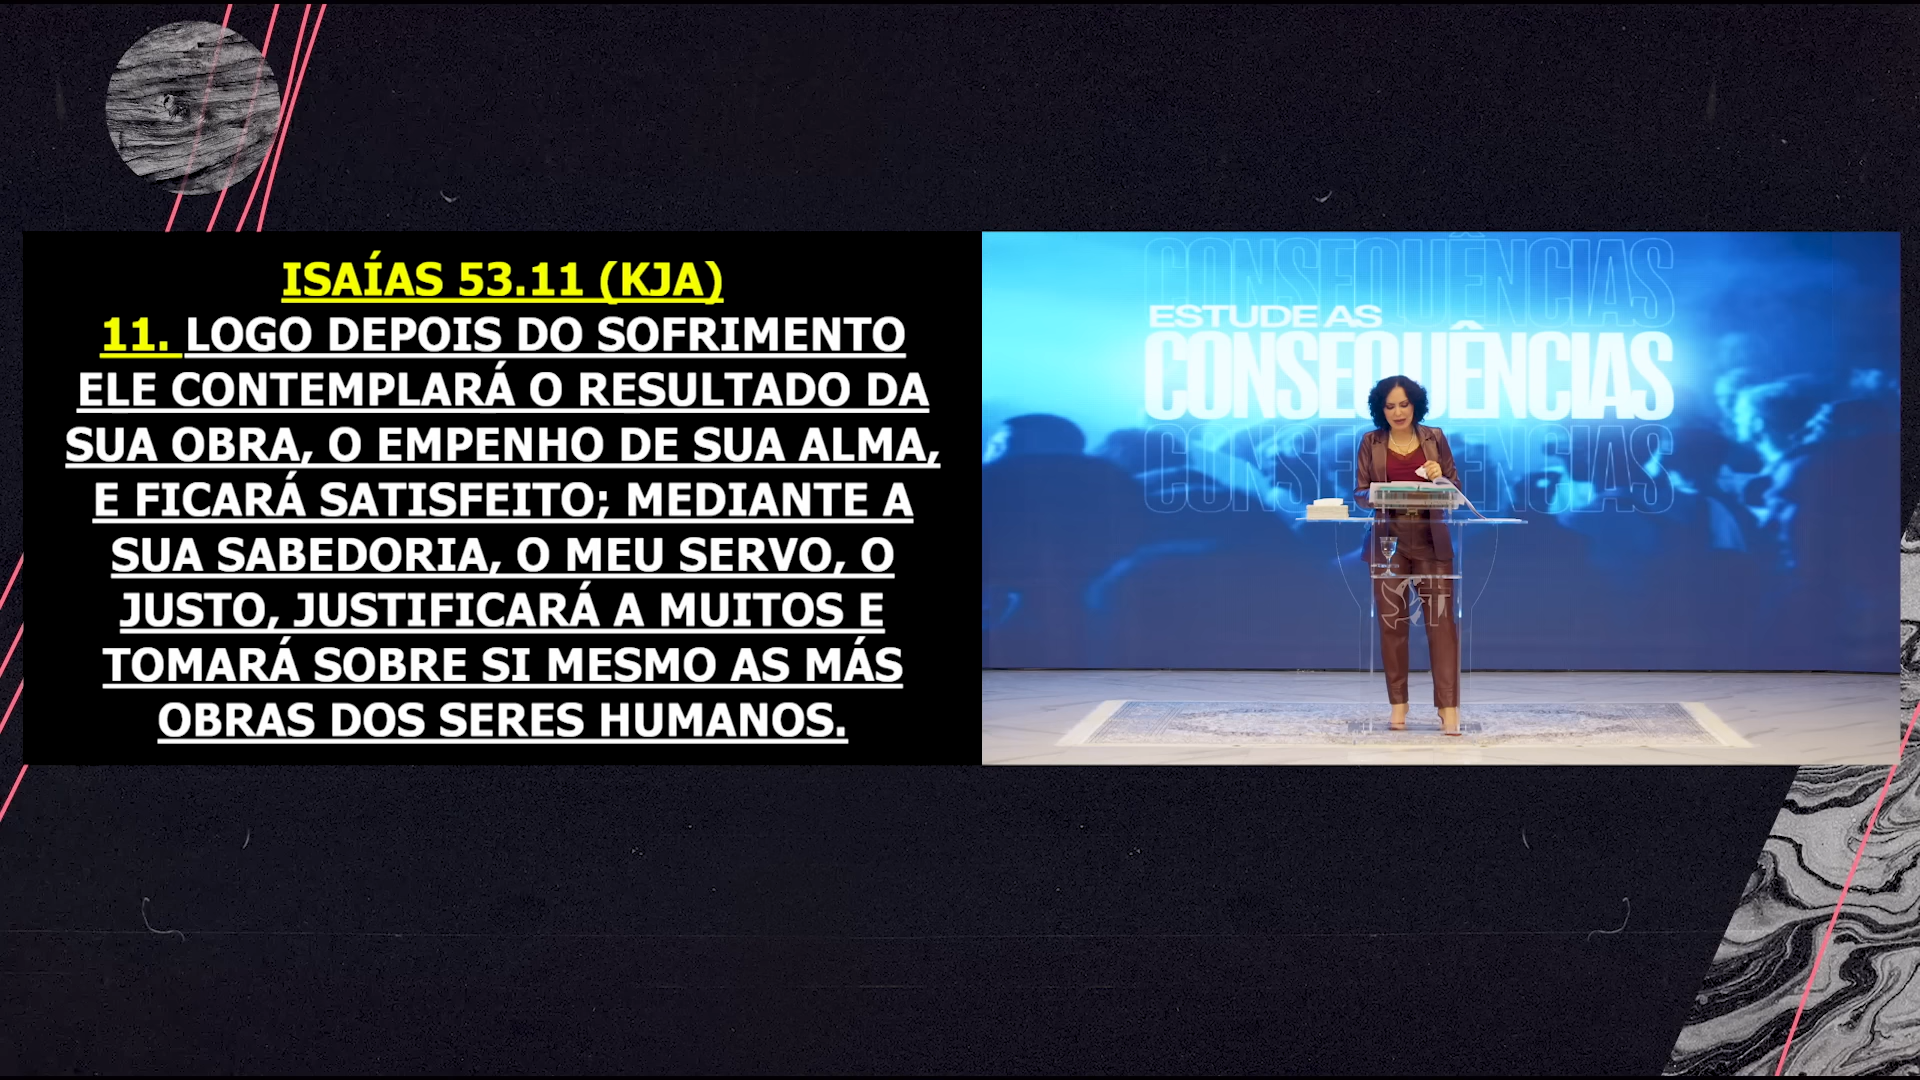 ISAÍAS 53.11 (KJA)
11. LOGO DEPOIS DO SOFRIMENTO
ELE CONTEMPLARÁ O RESULTADO DA
SUA OBRA, O EMPENHO DE SUA ALMA,
E FICARÁ SATISFEITO; MEDIANTE A
SUA SABEDORIA, O MEU SERVO, O
JUSTO, JUSTIFICARÁ A MUITOS E
TOMARÁ SOBRE SI MESMO AS MÁS
OBRAS DOS SERES HUMANOS.
CONSEQUÊNCIAS
ESTUDE AS
CONSEQUÊNCIAS
CONSEQUÊNCIAS